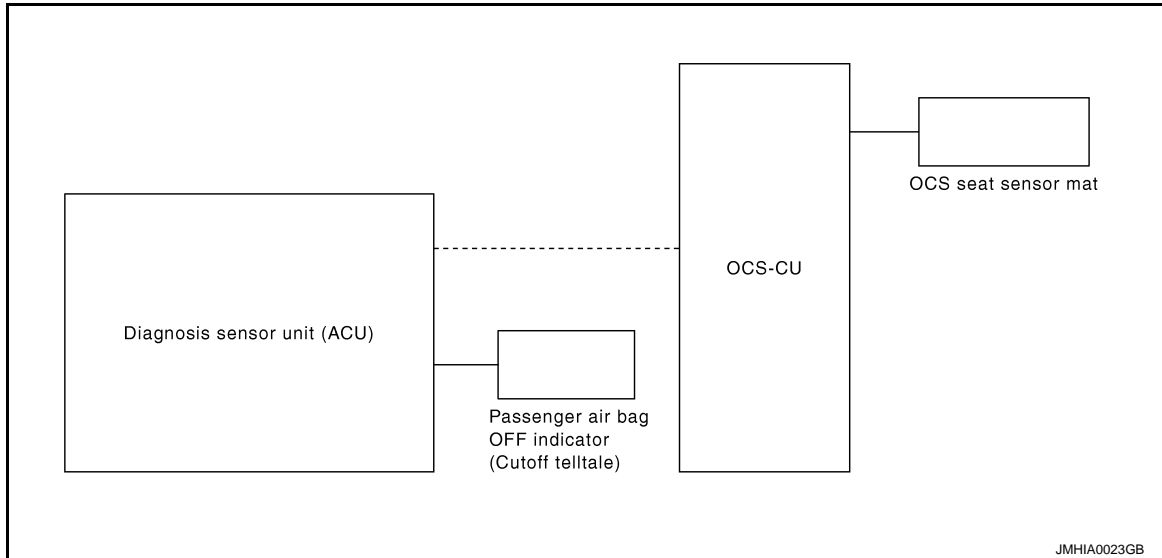 OCS seat sensor mat
OCS-CU
Diagnosis sensor unit (ACU)
Passenger air bag
OFF indicator
(Cutoff telltale)
JMHIA0023GB